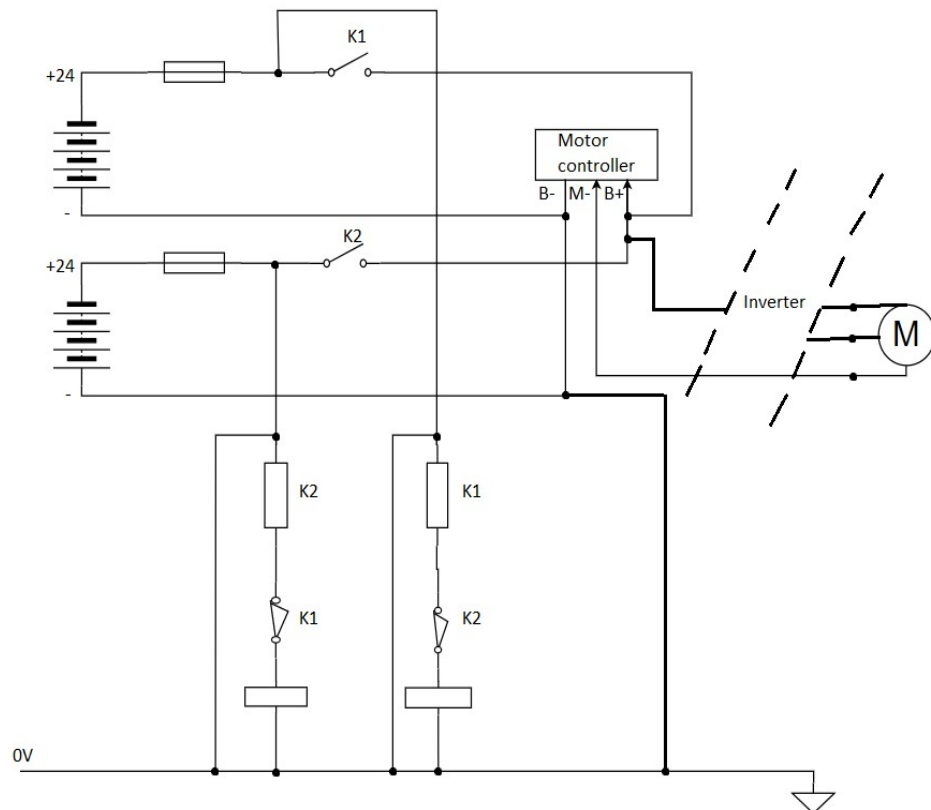 K1
+24
Motor
controller
B- M- B+
-
K2
+24
Inverter
M
-
K2
K1
K1
K2
0V